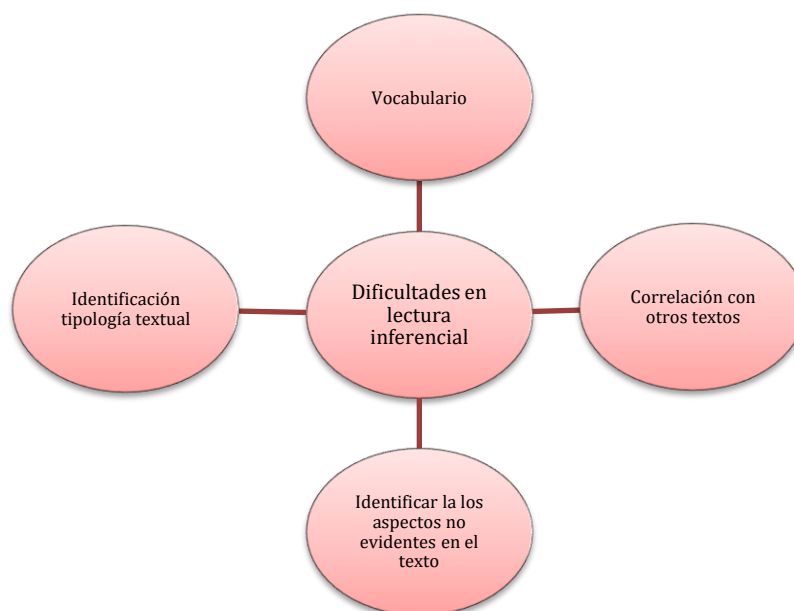 Vocabulario
Identificación
tipología textual
Dificultades en
lectura
inferencial
Correlación con
otros textos
Identificar la los
aspectos no
evidentes en el
texto